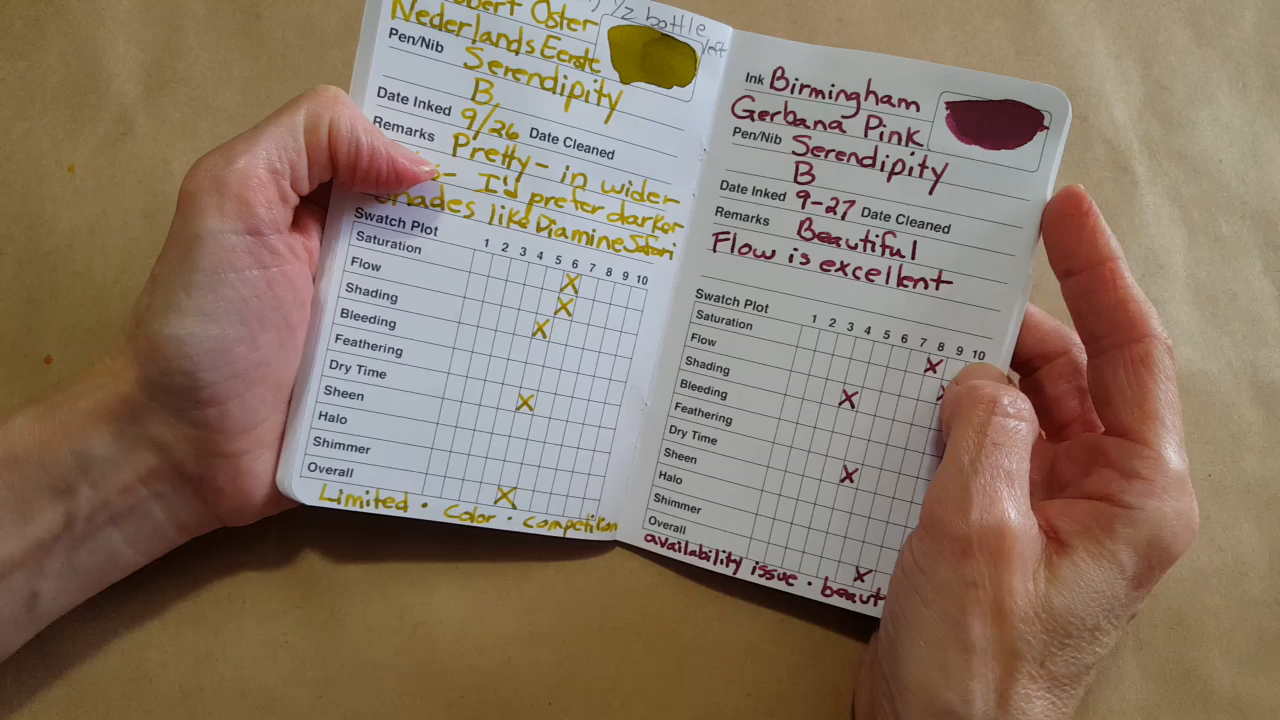 1/2 bottle
left
Robert Oster
Nederlands Eerste
Pen/Nib Serendipity
B
Date Inked 9/26 Date Cleaned
Remarks Pretty - in wider
- I'd prefer darker
shades like Diamine Safari
Swatch Plot 1 2 3 4 5 6 7 8 9 10
Saturation
Flow
Shading
Bleeding
Feathering
Dry Time
Sheen
Halo
Shimmer
Overall
Limited · Color · competition
Ink Birmingham
Gerbana Pink
Pen/Nib Serendipity
B
Date Inked 9-27 Date Cleaned
Remarks Beautiful
Flow is excellent
Swatch Plot 1 2 3 4 5 6 7 8 9 10
Saturation
Flow
Shading
Bleeding
Feathering
Dry Time
Sheen
Halo
Shimmer
Overall
availability issue · beaut